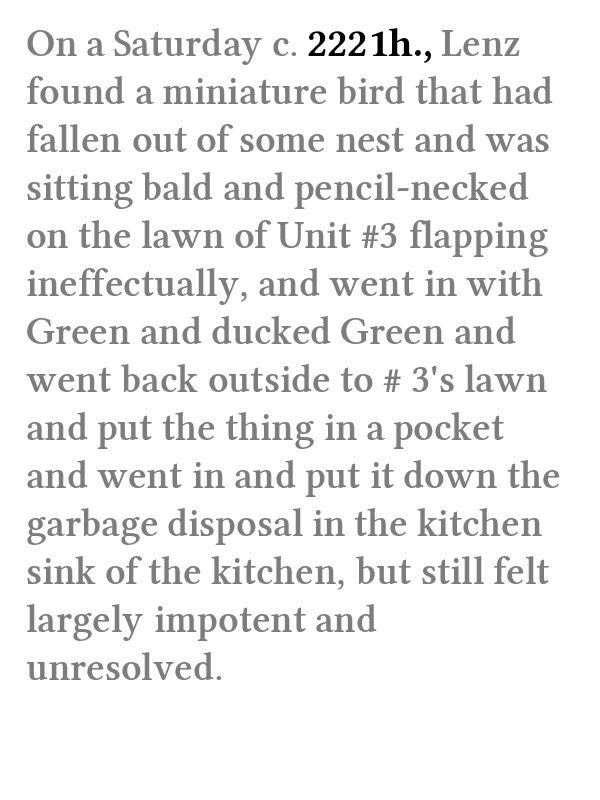 On a Saturday c. 2221h., Lenz
found a miniature bird that had
fallen out of some nest and was
sitting bald and pencil-necked
on the lawn of Unit #3 flapping
ineffectually, and went in with
Green and ducked Green and
went back outside to # 3's lawn
and put the thing in a pocket
and went in and put it down the
garbage disposal in the kitchen
sink of the kitchen, but still felt
largely impotent and
unresolved.